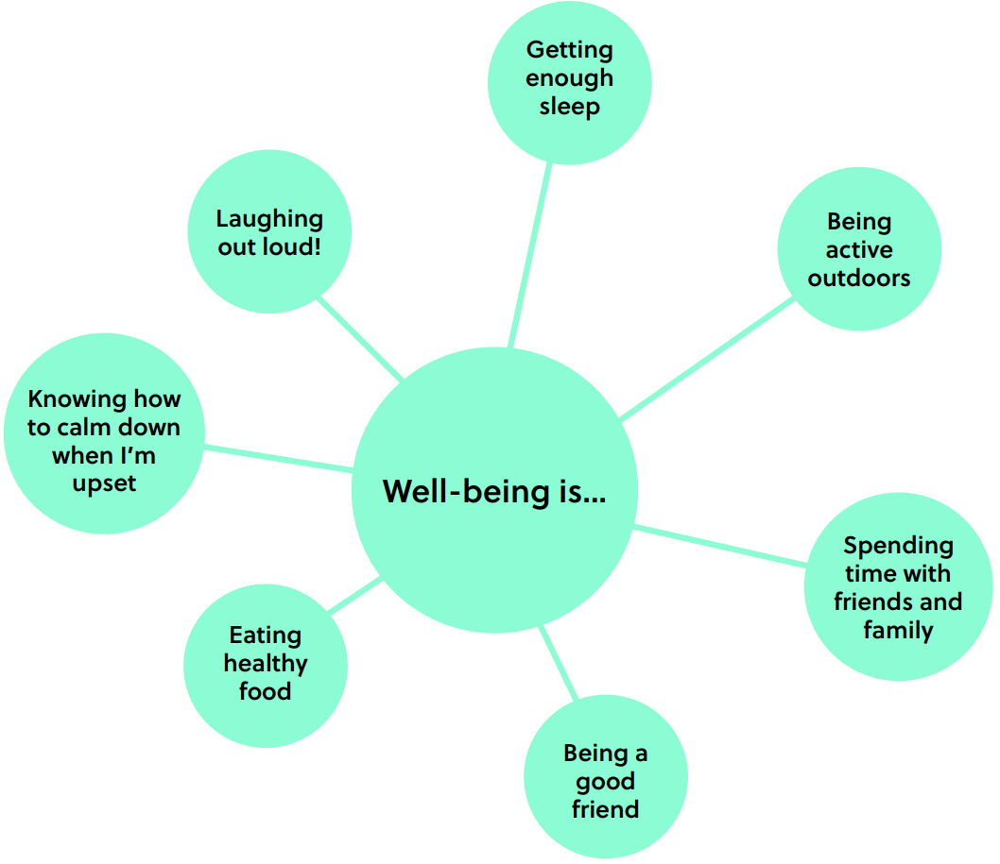 Getting
enough
sleep
Laughing
out loud!
Being
active
outdoors
Knowing how
to calm down
when I’m
upset
Well-being is...
Spending
time with
friends and
family
Eating
healthy
food
Being a
good
friend